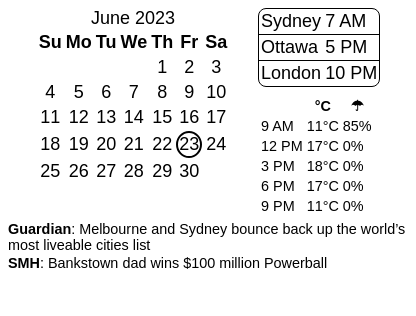 June 2023
Su Mo Tu We Th Fr Sa
1 2 3
4 5 6 7 8 9 10
11 12 13 14 15 16 17
18 19 20 21 22 23 24
25 26 27 28 29 30
Sydney 7 AM
Ottawa 5 PM
London 10 PM
°C ☂
9 AM 11°C 85%
12 PM 17°C 0%
3 PM 18°C 0%
6 PM 17°C 0%
9 PM 11°C 0%
Guardian: Melbourne and Sydney bounce back up the world’s
most liveable cities list
SMH: Bankstown dad wins $100 million Powerball